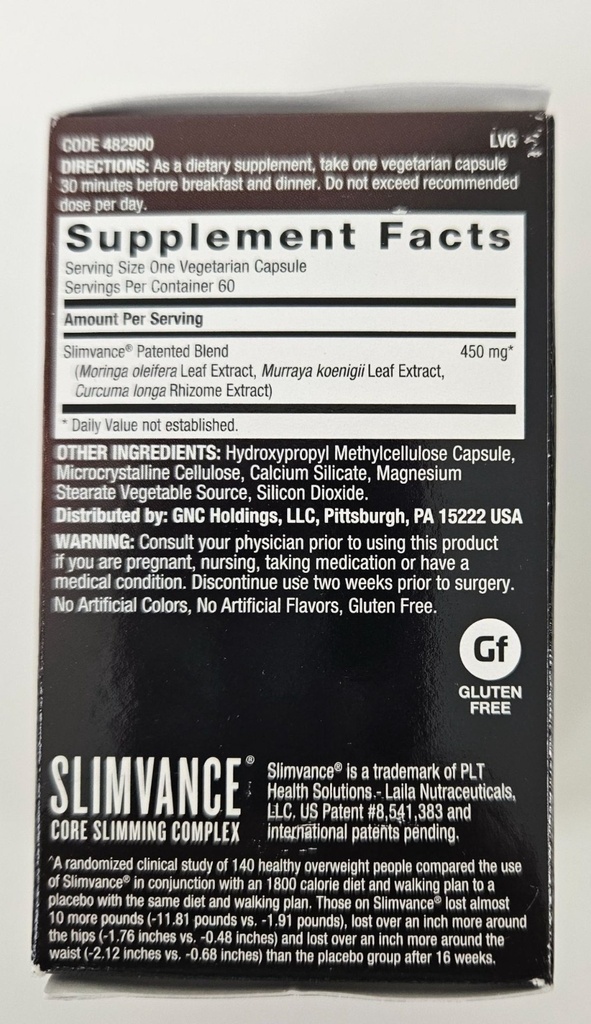 CODE 482900 LVG
DIRECTIONS: As a dietary supplement, take one vegetarian capsule
30 minutes before breakfast and dinner. Do not exceed recommended
dose per day.
Supplement Facts
Serving Size One Vegetarian Capsule
Servings Per Container 60
Amount Per Serving
Slimvance® Patented Blend 450 mg*
(Moringa oleifera Leaf Extract, Murraya koenigii Leaf Extract,
Curcuma longa Rhizome Extract)
* Daily Value not established.
OTHER INGREDIENTS: Hydroxypropyl Methylcellulose Capsule,
Microcrystalline Cellulose, Calcium Silicate, Magnesium
Stearate Vegetable Source, Silicon Dioxide.
Distributed by: GNC Holdings, LLC, Pittsburgh, PA 15222 USA
WARNING: Consult your physician prior to using this product
if you are pregnant, nursing, taking medication or have a
medical condition. Discontinue use two weeks prior to surgery.
No Artificial Colors, No Artificial Flavors, Gluten Free.
Gf
GLUTEN
FREE
SLIMVANCE®
CORE SLIMMING COMPLEX
Slimvance® is a trademark of PLT
Health Solutions - Laila Nutraceuticals,
LLC. US Patent #8,541,383 and
international patents pending.
^A randomized clinical study of 140 healthy overweight people compared the use
of Slimvance® in conjunction with an 1800 calorie diet and walking plan to a
placebo with the same diet and walking plan. Those on Slimvance® lost almost
10 more pounds (-11.81 pounds vs. -1.91 pounds), lost over an inch more around
the hips (-1.76 inches vs. -0.48 inches) and lost over an inch more around the
waist (-2.12 inches vs. -0.68 inches) than the placebo group after 16 weeks.